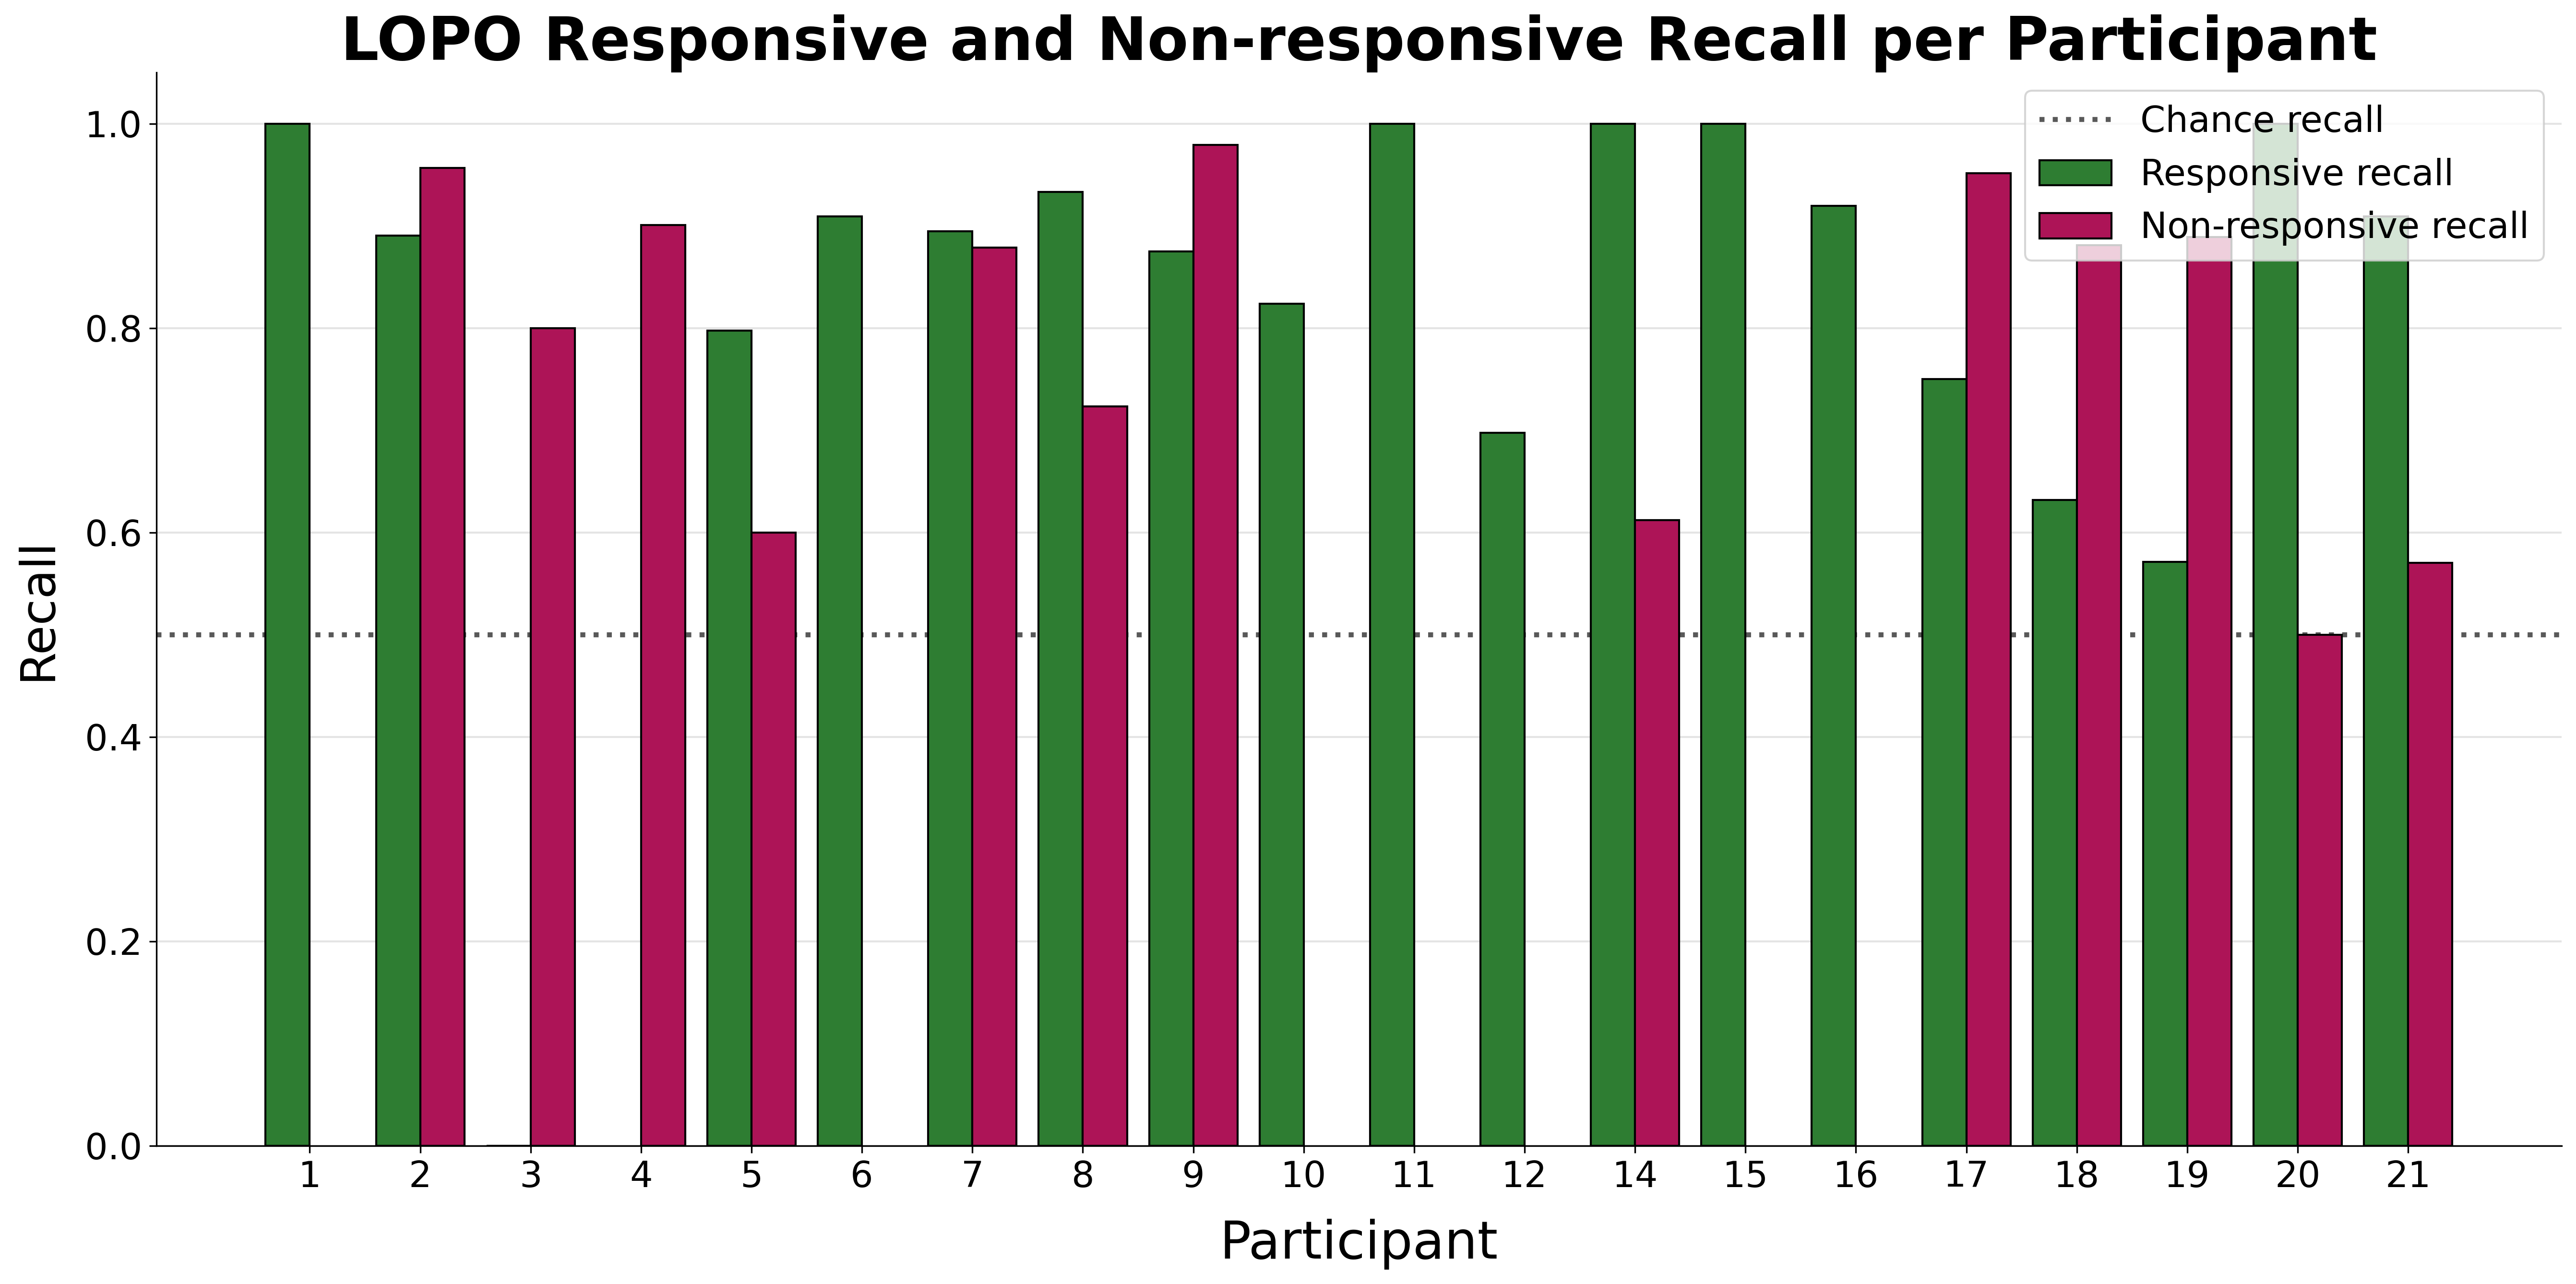 LOPO Responsive and Non-responsive Recall per Participant
Chance recall
Responsive recall
Non-responsive recall
1.0
0.8
0.6
0.4
0.2
0.0
Recall
1 2 3 4 5 6 7 8 9 10 11 12 14 15 16 17 18 19 20 21
Participant